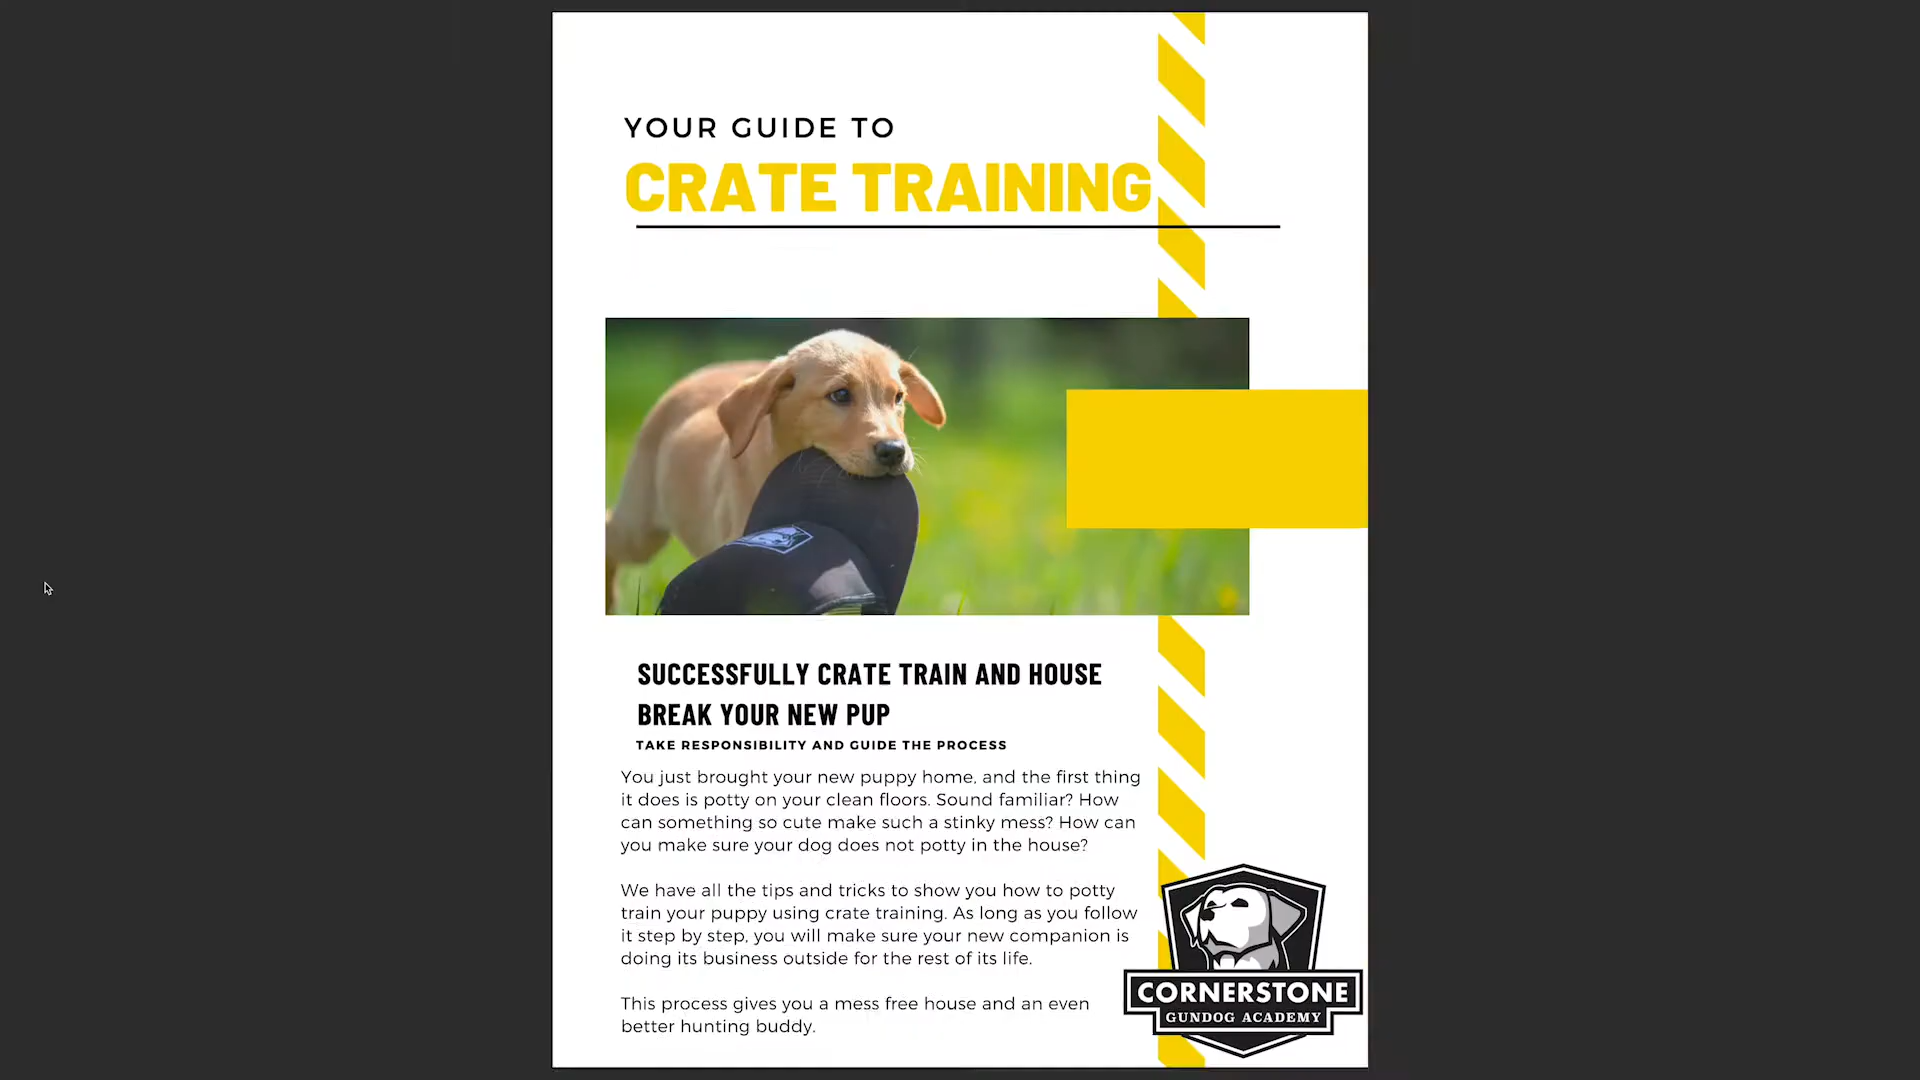 YOUR GUIDE TO
CRATE TRAINING
SUCCESSFULLY CRATE TRAIN AND HOUSE
BREAK YOUR NEW PUP
TAKE RESPONSIBILITY AND GUIDE THE PROCESS
You just brought your new puppy home, and the first thing
it does is potty on your clean floors. Sound familiar? How
can something so cute make such a stinky mess? How can
you make sure your dog does not potty in the house?
We have all the tips and tricks to show you how to potty
train your puppy using crate training. As long as you follow
it step by step, you will make sure your new companion is
doing its business outside for the rest of its life.
This process gives you a mess free house and an even
better hunting buddy.
CORNERSTONE
GUNDOG ACADEMY